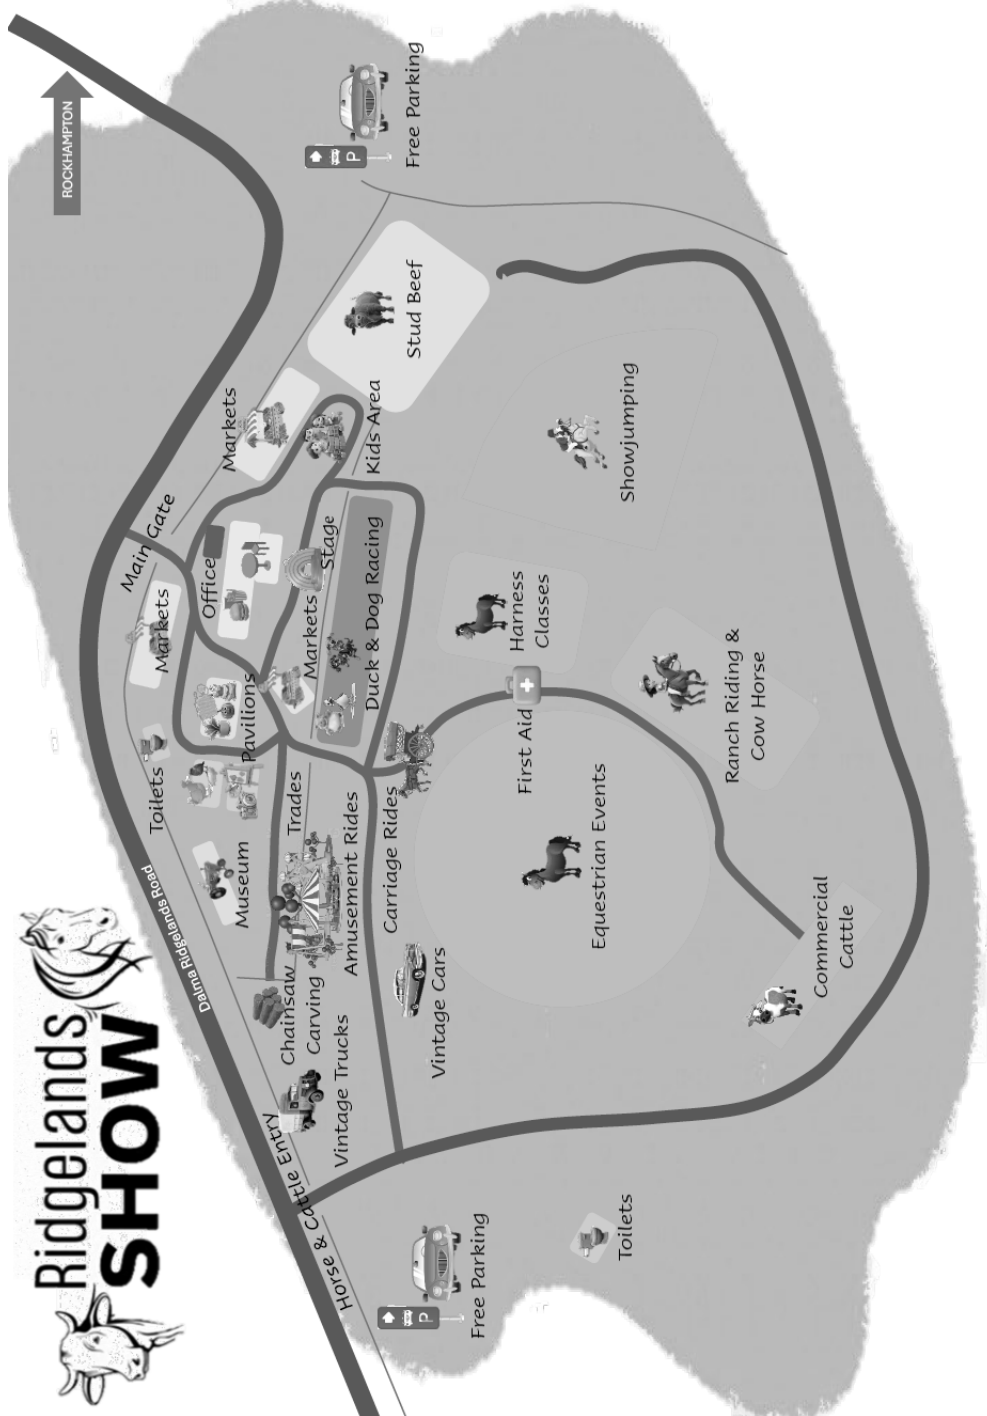 Ridgelands
SHOW
ROCKHAMPTON
Dalma Ridgelands Road
Horse & Cattle Entry
Main Gate
Free Parking
P
Vintage Trucks
Chainsaw
Carving
Museum
Toilets
Markets
Office
Pavilions
Trades
Amusement Rides
Markets
Stage
Duck & Dog Racing
Markets
Kids Area
Stud Beef
Free Parking
P
Vintage Cars
Carriage Rides
First Aid
Harness
Classes
Showjumping
Equestrian Events
Ranch Riding &
Cow Horse
Commercial
Cattle
Toilets